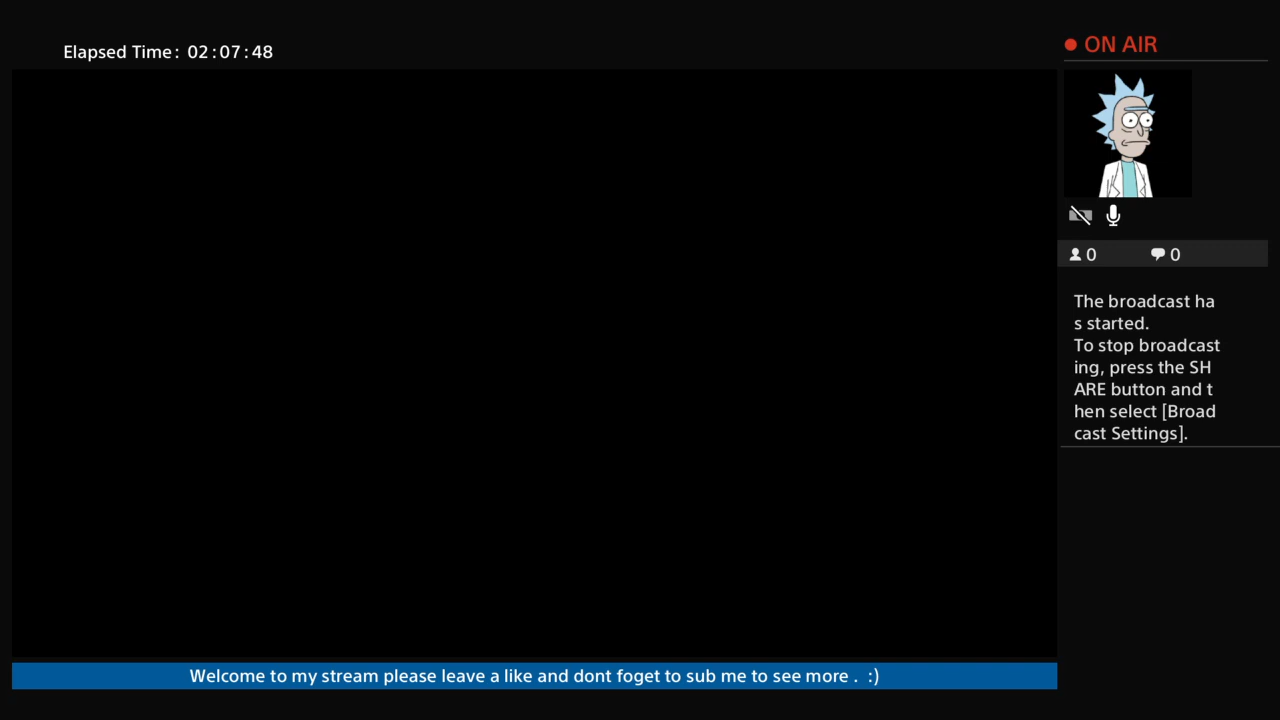 Elapsed Time: 02:07:48
ON AIR
0 0
The broadcast ha
s started.
To stop broadcast
ing, press the SH
ARE button and t
hen select [Broad
cast Settings].
Welcome to my stream please leave a like and dont foget to sub me to see more . :)